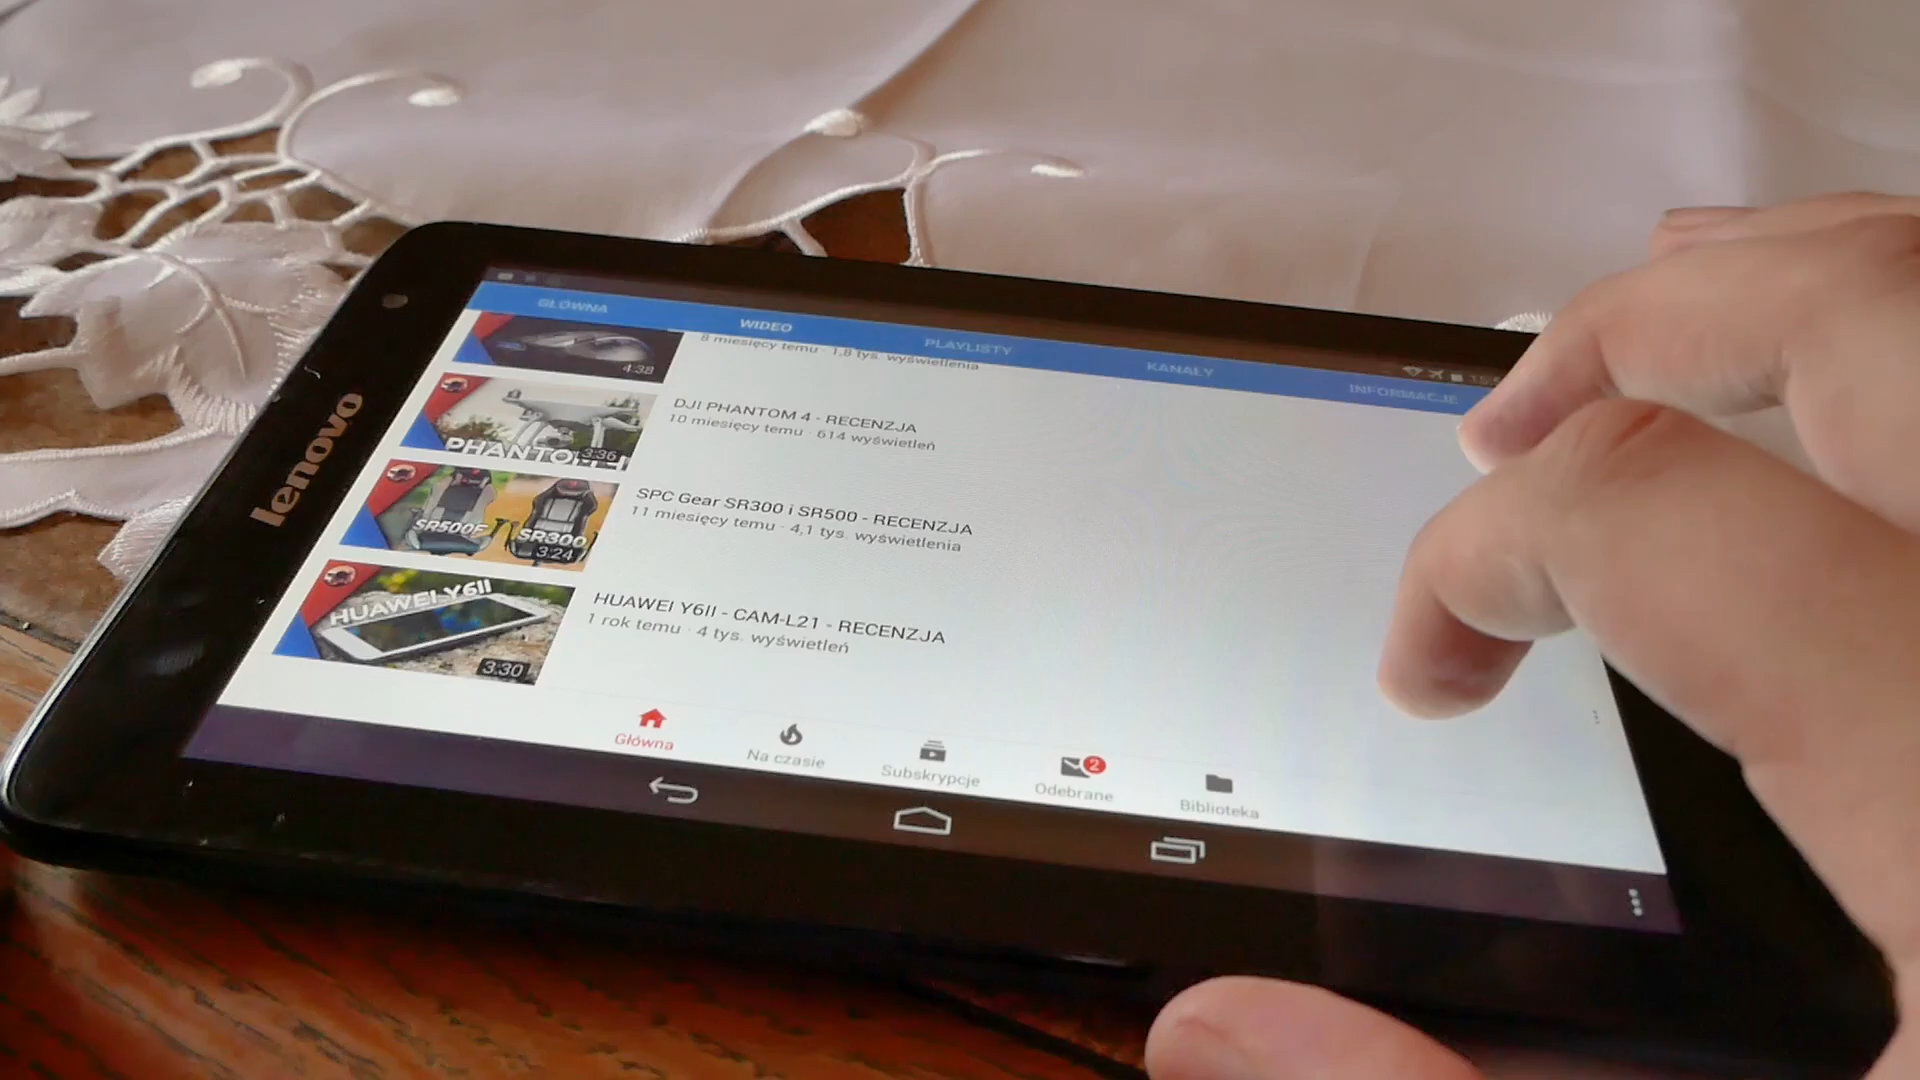 lenovo
GŁÓWNA
WIDEO
PLAYLISTY
KANAŁY
INFORMACJE
4:38
8 miesięcy temu · 1,8 tys. wyświetlenia
PHANTOM 4
3:36
DJI PHANTOM 4 - RECENZJA
10 miesięcy temu · 614 wyświetleń
SR500F
SR300
3:24
SPC Gear SR300 i SR500 - RECENZJA
11 miesięcy temu · 4,1 tys. wyświetlenia
HUAWEI Y6II
3:30
HUAWEI Y6II - CAM-L21 - RECENZJA
1 rok temu · 4 tys. wyświetleń
Główna
Na czasie
Subskrypcje
2
Odebrane
Biblioteka